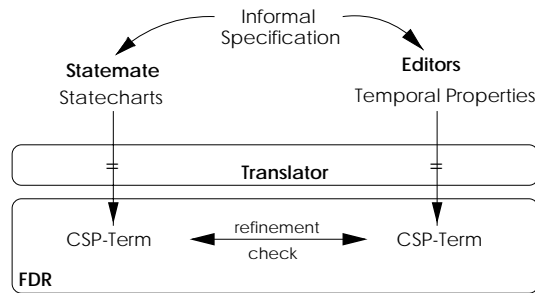 Informal
Specification
Statemate
Statecharts
Editors
Temporal Properties
Translator
CSP-Term
refinement
check
CSP-Term
FDR